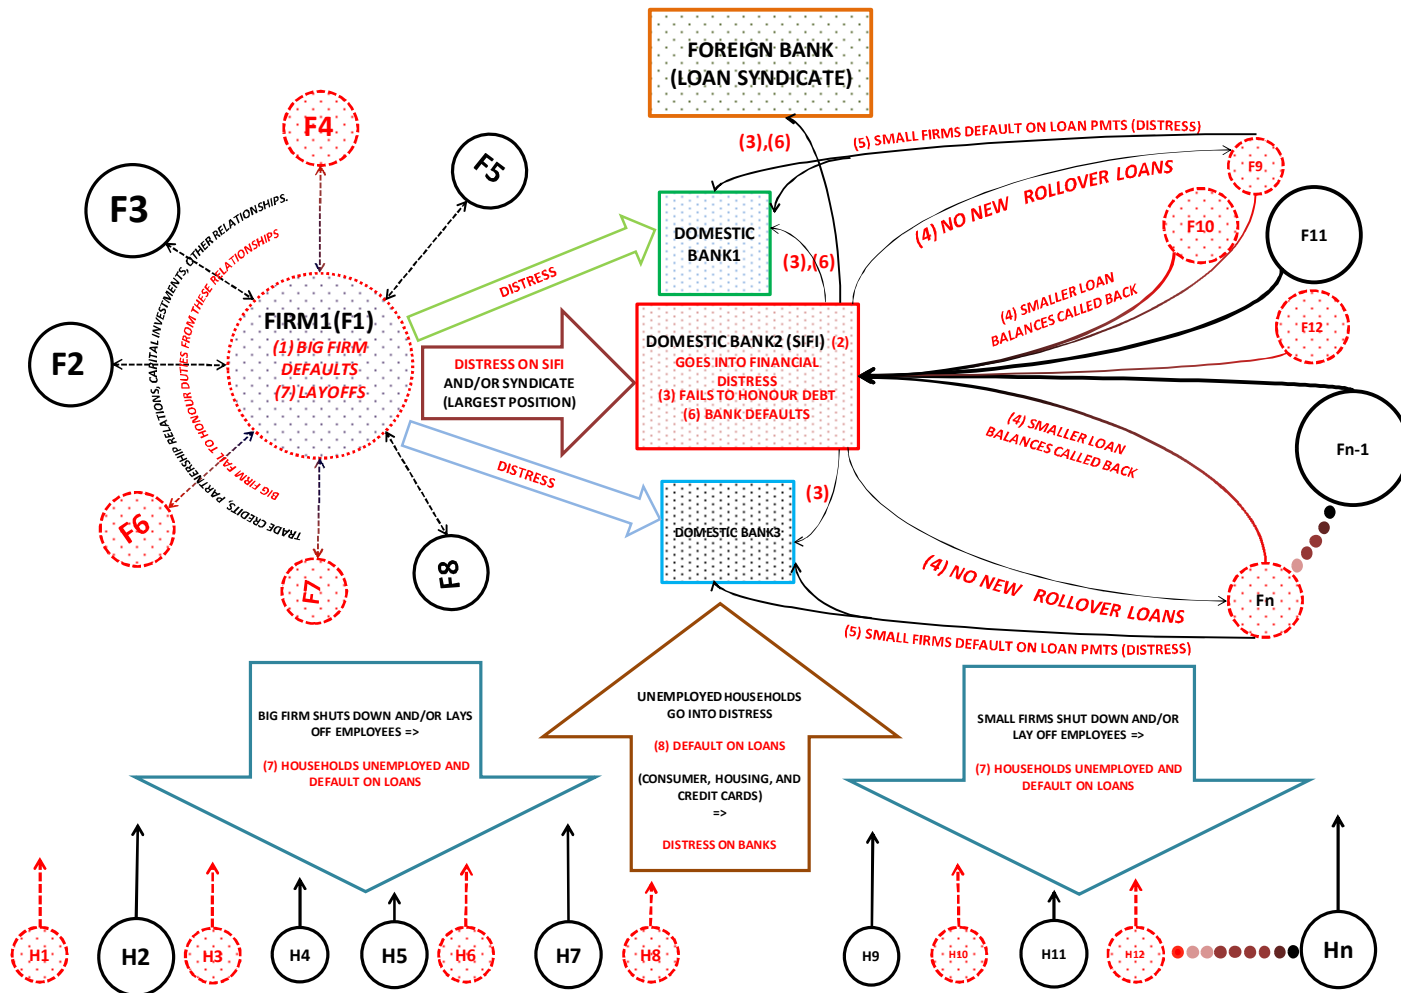 FOREIGN BANK
(LOAN SYNDICATE)
F4
F5
F3
F2
F6
F7
F8
TRADE CREDITS, PARTNERSHIP RELATIONS, CARITAL INVESTMENTS, OTHER RELATIONSHIPS.
BIG FIRM FAIL TO HONOUR DUTIES FROM THESE RELATIONSHIPS
FIRM1(F1)
(1) BIG FIRM
DEFAULTS
(7) LAYOFFS
DISTRESS
DISTRESS ON SIFI
AND/OR SYNDICATE
(LARGEST POSITION)
DISTRESS
DOMESTIC
BANK1
(3),(6)
(3),(6)
DOMESTIC BANK2 (SIFI) (2)
GOES INTO FINANCIAL
DISTRESS
(3) FAILS TO HONOUR DEBT
(6) BANK DEFAULTS
(3)
DOMESTIC BANK3
(5) SMALL FIRMS DEFAULT ON LOAN PMTS (DISTRESS)
(4) NO NEW ROLLOVER LOANS
F9
F10
F11
F12
(4) SMALLER LOAN
BALANCES CALLED BACK
(4) SMALLER LOAN
BALANCES CALLED BACK
Fn-1
Fn
(4) NO NEW ROLLOVER LOANS
(5) SMALL FIRMS DEFAULT ON LOAN PMTS (DISTRESS)
BIG FIRM SHUTS DOWN AND/OR LAYS
OFF EMPLOYEES =>
(7) HOUSEHOLDS UNEMPLOYED AND
DEFAULT ON LOANS
UNEMPLOYED HOUSEHOLDS
GO INTO DISTRESS
(8) DEFAULT ON LOANS
(CONSUMER, HOUSING, AND
CREDIT CARDS)
=>
DISTRESS ON BANKS
SMALL FIRMS SHUT DOWN AND/OR
LAY OFF EMPLOYEES =>
(7) HOUSEHOLDS UNEMPLOYED AND
DEFAULT ON LOANS
H1
H2
H3
H4
H5
H6
H7
H8
H9
H10
H11
H12
Hn